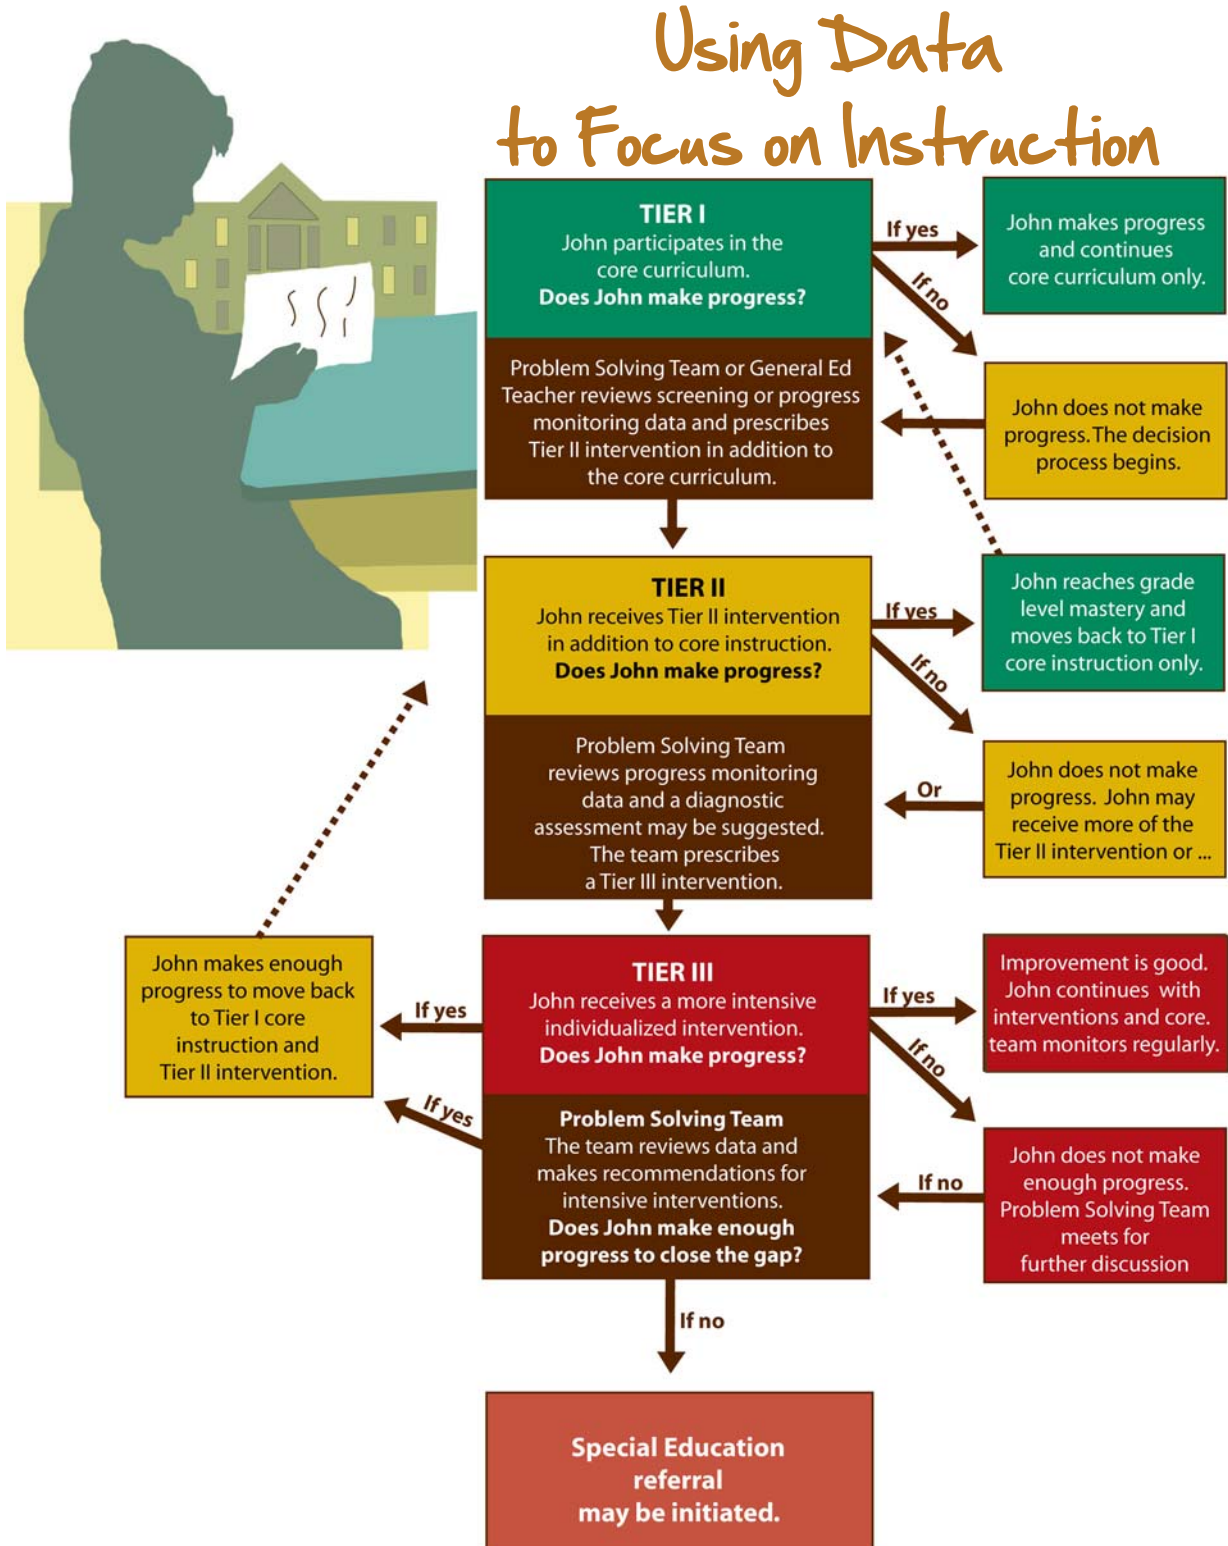 Using Data
to Focus on Instruction
TIER I
John participates in the
core curriculum.
Does John make progress?
If yes
John makes progress
and continues
core curriculum only.
If no
John does not make
progress. The decision
process begins.
Problem Solving Team or General Ed
Teacher reviews screening or progress
monitoring data and prescribes
Tier II intervention in addition to
the core curriculum.
TIER II
John receives Tier II intervention
in addition to core instruction.
Does John make progress?
If yes
John reaches grade
level mastery and
moves back to Tier I
core instruction only.
If no
John does not make
progress. John may
receive more of the
Tier II intervention or ...
Or
Problem Solving Team
reviews progress monitoring
data and a diagnostic
assessment may be suggested.
The team prescribes
a Tier III intervention.
TIER III
John receives a more intensive
individualized intervention.
Does John make progress?
If yes
John makes enough
progress to move back
to Tier I core
instruction and
Tier II intervention.
If yes
Improvement is good.
John continues with
interventions and core.
team monitors regularly.
If no
John does not make
enough progress.
Problem Solving Team
meets for
further discussion
If no
If yes
Problem Solving Team
The team reviews data and
makes recommendations for
intensive interventions.
Does John make enough
progress to close the gap?
If no
Special Education
referral
may be initiated.